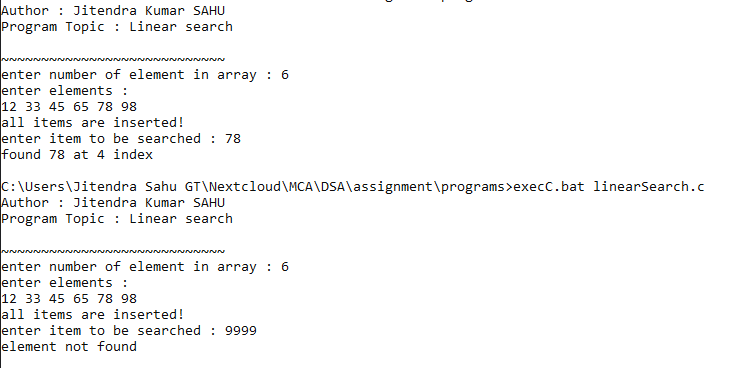 Author : Jitendra Kumar SAHU
Program Topic : Linear search
~~~~~~~~~~~~~~~~~~~~~~~~~~~~
enter number of element in array : 6
enter elements :
12 33 45 65 78 98
all items are inserted!
enter item to be searched : 78
found 78 at 4 index
C:\Users\Jitendra Sahu GT\Nextcloud\MCA\DSA\assignment\programs>execC.bat linearSearch.c
Author : Jitendra Kumar SAHU
Program Topic : Linear search
~~~~~~~~~~~~~~~~~~~~~~~~~~~~
enter number of element in array : 6
enter elements :
12 33 45 65 78 98
all items are inserted!
enter item to be searched : 9999
element not found